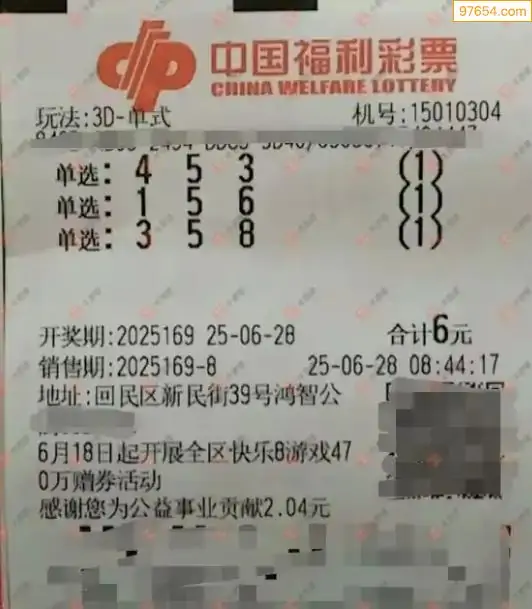 97654.com
中国福利彩票
CHINA WELFARE LOTTERY
玩法:3D-单式 机号:15010304
单选: 4 5 3 (1)
单选: 1 5 6 (1)
单选: 3 5 8 (1)
开奖期:2025169 25-06-28 合计6元
销售期:2025169-8 25-06-28 08:44:17
地址:回民区新民街39号鸿智公
6月18日起开展全区快乐8游戏47
0万赠券活动
感谢您为公益事业贡献2.04元